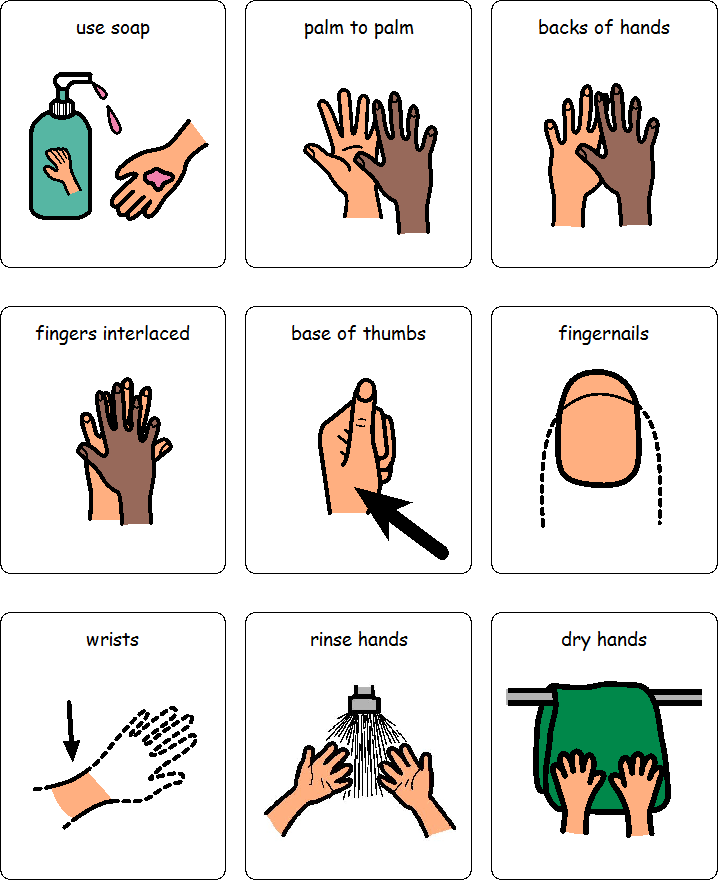 use soap
palm to palm
backs of hands
fingers interlaced
base of thumbs
fingernails
wrists
rinse hands
dry hands